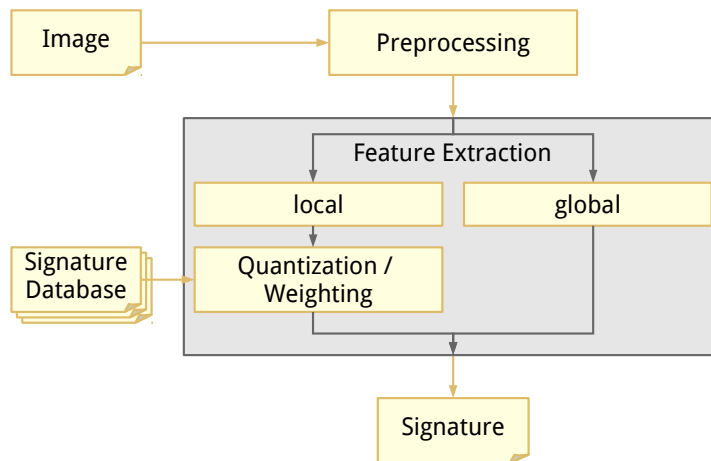 Image
Preprocessing
Feature Extraction
local
global
Signature
Database
Quantization /
Weighting
Signature